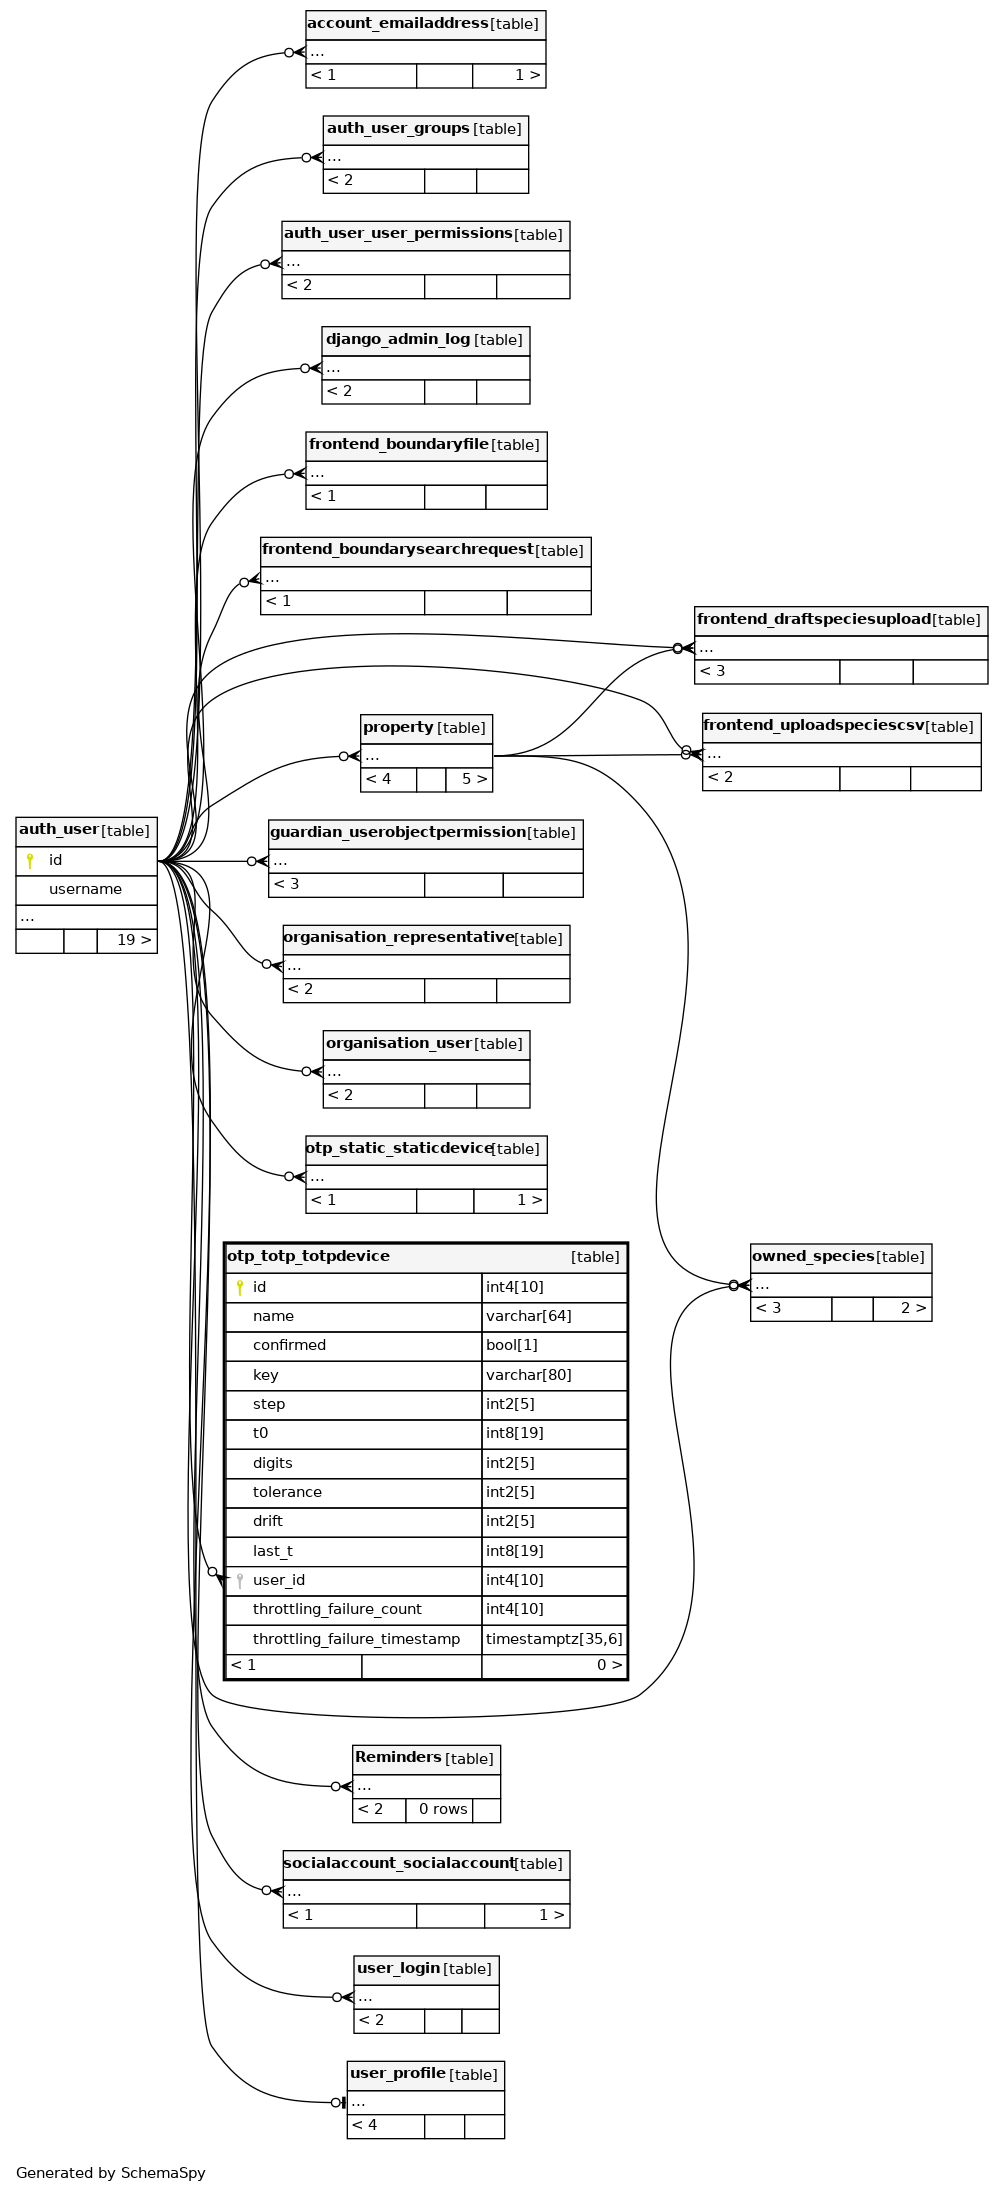 account_emailaddress [table]
...
< 1 1 >
auth_user_groups [table]
...
< 2
auth_user_user_permissions [table]
...
< 2
django_admin_log [table]
...
< 2
frontend_boundaryfile [table]
...
< 1
frontend_boundarysearchrequest [table]
...
< 1
frontend_draftspeciesupload [table]
...
< 3
property [table]
...
< 4 5 >
frontend_uploadspeciescsv [table]
...
< 2
auth_user [table]
id
username
...
19 >
guardian_userobjectpermission [table]
...
< 3
organisation_representative [table]
...
< 2
organisation_user [table]
...
< 2
otp_static_staticdevice [table]
...
< 1 1 >
otp_totp_totpdevice [table]
id int4[10]
name varchar[64]
confirmed bool[1]
key varchar[80]
step int2[5]
t0 int8[19]
digits int2[5]
tolerance int2[5]
drift int2[5]
last_t int8[19]
user_id int4[10]
throttling_failure_count int4[10]
throttling_failure_timestamp timestamptz[35,6]
< 1 0 >
owned_species [table]
...
< 3 2 >
Reminders [table]
...
< 2 0 rows
socialaccount_socialaccount [table]
...
< 1 1 >
user_login [table]
...
< 2
user_profile [table]
...
< 4
Generated by SchemaSpy